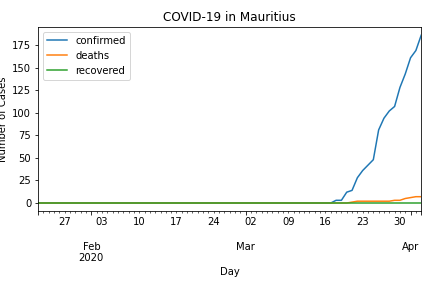 COVID-19 in Mauritius
confirmed
deaths
recovered
175
150
125
100
75
50
25
0
Number of Cases
27 03 10 17 24 02 09 16 23 30
Feb Mar Apr
2020
Day